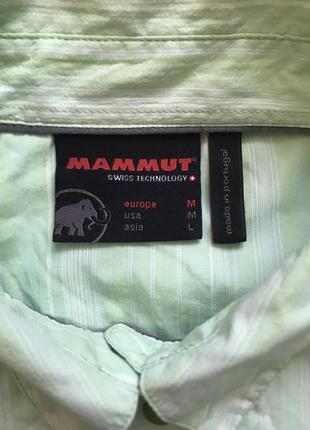 MAMMUT®
SWISS TECHNOLOGY
europe M
usa M
asia L
made in portugal